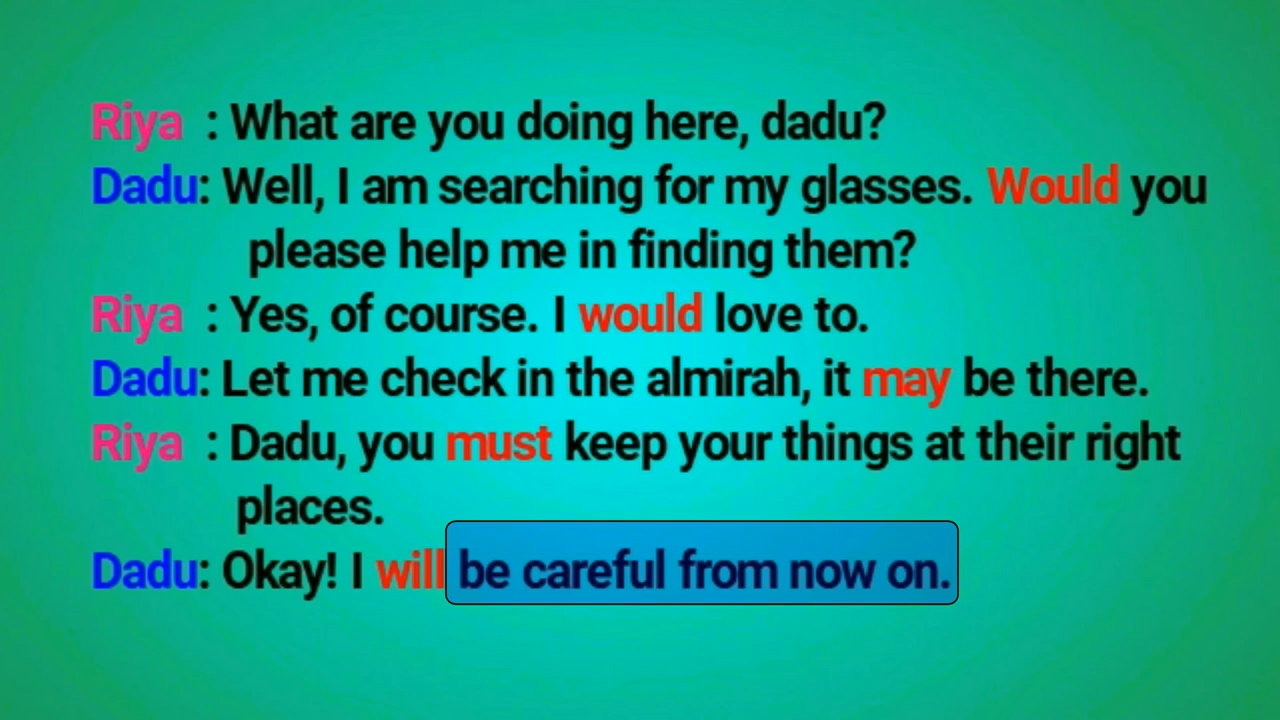 Riya : What are you doing here, dadu?
Dadu: Well, I am searching for my glasses. Would you
please help me in finding them?
Riya : Yes, of course. I would love to.
Dadu: Let me check in the almirah, it may be there.
Riya : Dadu, you must keep your things at their right
places.
Dadu: Okay! I will be careful from now on.